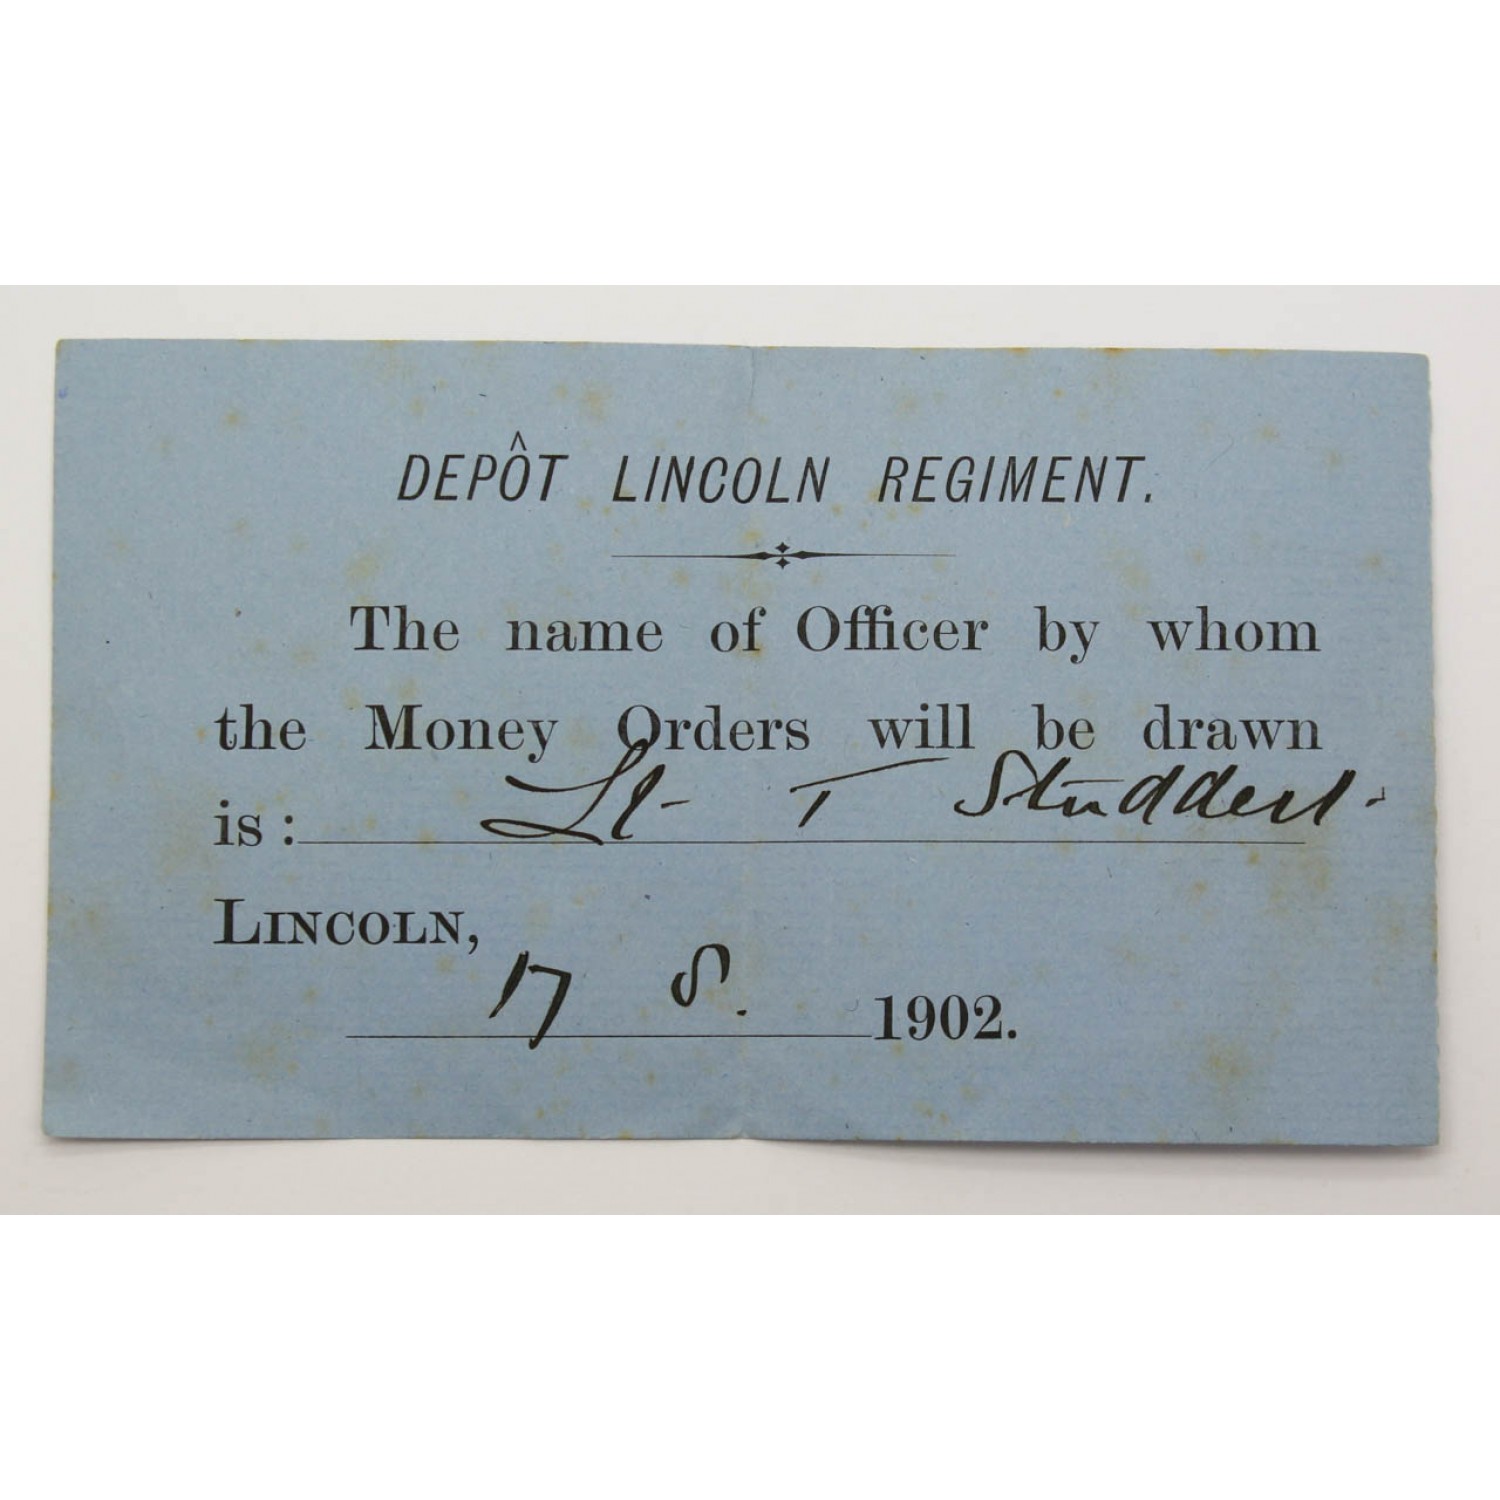 DEPÔT LINCOLN REGIMENT.
The name of Officer by whom
the Money Orders will be drawn
is: Lt T Studdert.
LINCOLN,
17 8. 1902.